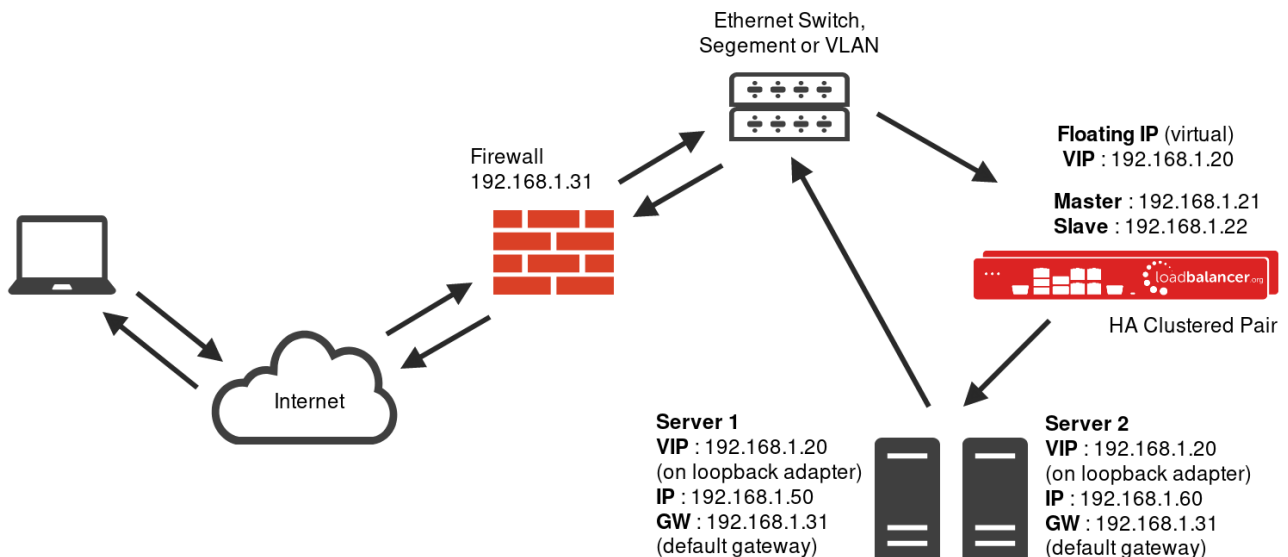 Ethernet Switch,
Segement or VLAN
Firewall
192.168.1.31
Floating IP (virtual)
VIP : 192.168.1.20
Master : 192.168.1.21
Slave : 192.168.1.22
loadbalancer.org
HA Clustered Pair
Internet
Server 1
VIP : 192.168.1.20
(on loopback adapter)
IP : 192.168.1.50
GW : 192.168.1.31
(default gateway)
Server 2
VIP : 192.168.1.20
(on loopback adapter)
IP : 192.168.1.60
GW : 192.168.1.31
(default gateway)